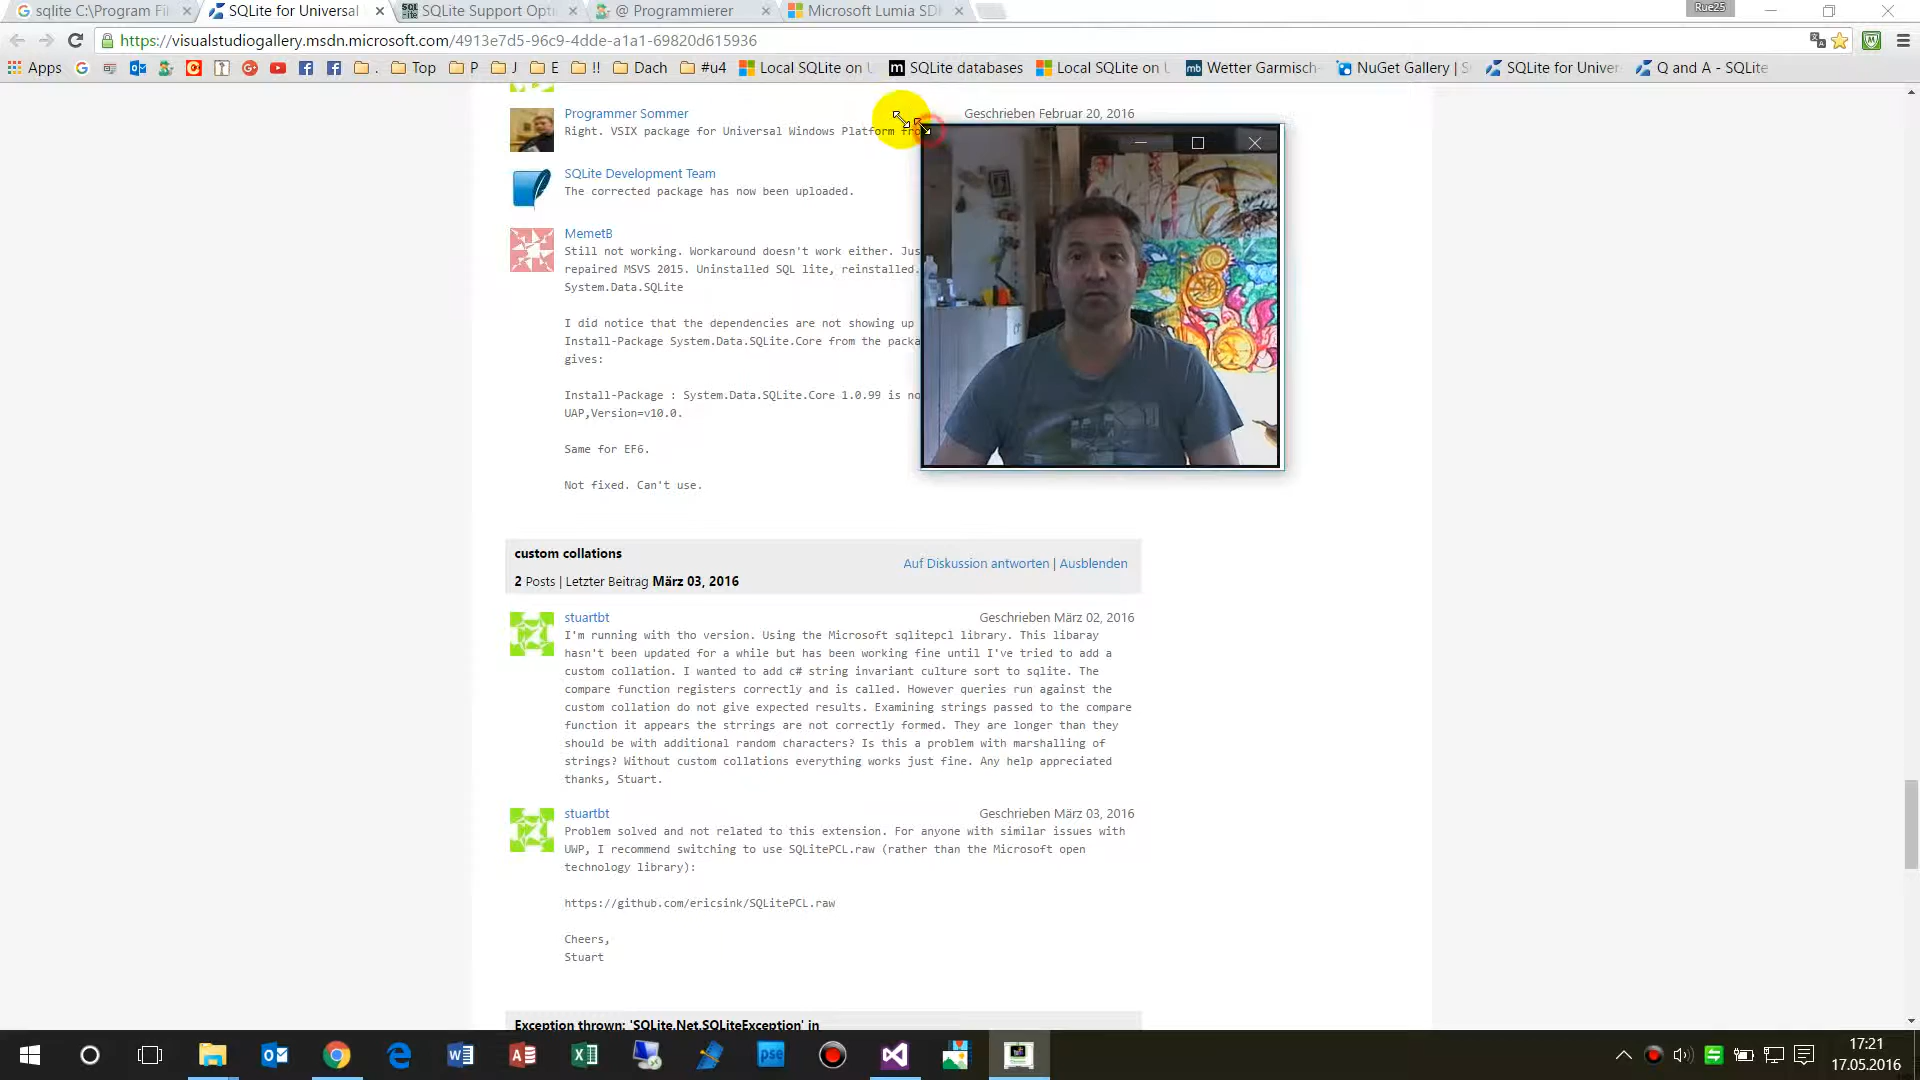 sqlite C:\Program Fi
SQLite for Universal
SQLite Support Opti
@ Programmierer
Microsoft Lumia SD
Rue25
https://visualstudiogallery.msdn.microsoft.com/4913e7d5-96c9-4dde-a1a1-69820d615936
Apps
.
Top
P
J
E
!!
Dach
#u4
Local SQLite on
SQLite databases
Local SQLite on
Wetter Garmisch-
NuGet Gallery |
SQLite for Univer
Q and A - SQLite
Programmer Sommer
Geschrieben Februar 20, 2016
Right. VSIX package for Universal Windows Platform fro
SQLite Development Team
The corrected package has now been uploaded.
MemetB
Still not working. Workaround doesn't work either. Jus
repaired MSVS 2015. Uninstalled SQL lite, reinstalled.
System.Data.SQLite
I did notice that the dependencies are not showing up
Install-Package System.Data.SQLite.Core from the packa
gives:
Install-Package : System.Data.SQLite.Core 1.0.99 is no
UAP,Version=v10.0.
Same for EF6.
Not fixed. Can't use.
custom collations
Auf Diskussion antworten | Ausblenden
2 Posts | Letzter Beitrag März 03, 2016
stuartbt
Geschrieben März 02, 2016
I'm running with tho version. Using the Microsoft sqlitepcl library. This libaray
hasn't been updated for a while but has been working fine until I've tried to add a
custom collation. I wanted to add c# string invariant culture sort to sqlite. The
compare function registers correctly and is called. However queries run against the
custom collation do not give expected results. Examining strings passed to the compare
function it appears the strrings are not correctly formed. They are longer than they
should be with additional random characters? Is this a problem with marshalling of
strings? Without custom collations everything works just fine. Any help appreciated
thanks, Stuart.
stuartbt
Geschrieben März 03, 2016
Problem solved and not related to this extension. For anyone with similar issues with
UWP, I recommend switching to use SQLitePCL.raw (rather than the Microsoft open
technology library):
https://github.com/ericsink/SQLitePCL.raw
Cheers,
Stuart
Exception thrown: 'SQLite.Net.SQLiteException' in
pse
17:21
17.05.2016